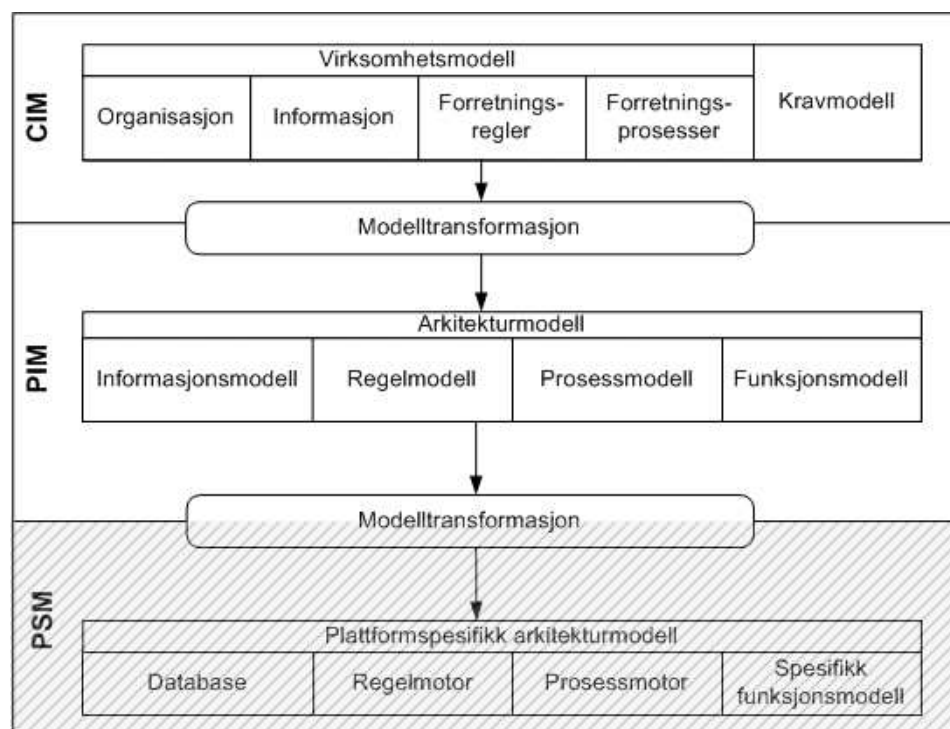 CIM
Virksomhetsmodell
Organisasjon
Informasjon
Forretnings-
regler
Forretnings-
prosesser
Kravmodell
Modelltransformasjon
PIM
Arkitekturmodell
Informasjonsmodell
Regelmodell
Prosessmodell
Funksjonsmodell
Modelltransformasjon
PSM
Plattformspesifikk arkitekturmodell
Database
Regelmotor
Prosessmotor
Spesifikk
funksjonsmodell